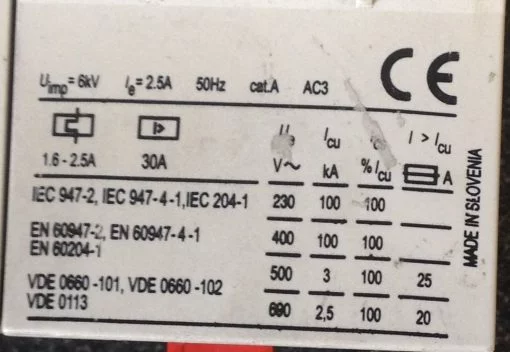 CE
Uimp = 6kV Ie = 2.5A 50Hz cat.A AC3
1.6 - 2.5A 30A
Ue Icu Ics I > Icu
V~ kA % Icu A
IEC 947-2, IEC 947-4-1, IEC 204-1 230 100 100
EN 60947-2, EN 60947-4-1 400 100 100
EN 60204-1
VDE 0660-101, VDE 0660-102 500 3 100 25
VDE 0113 690 2,5 100 20
MADE IN SLOVENIA